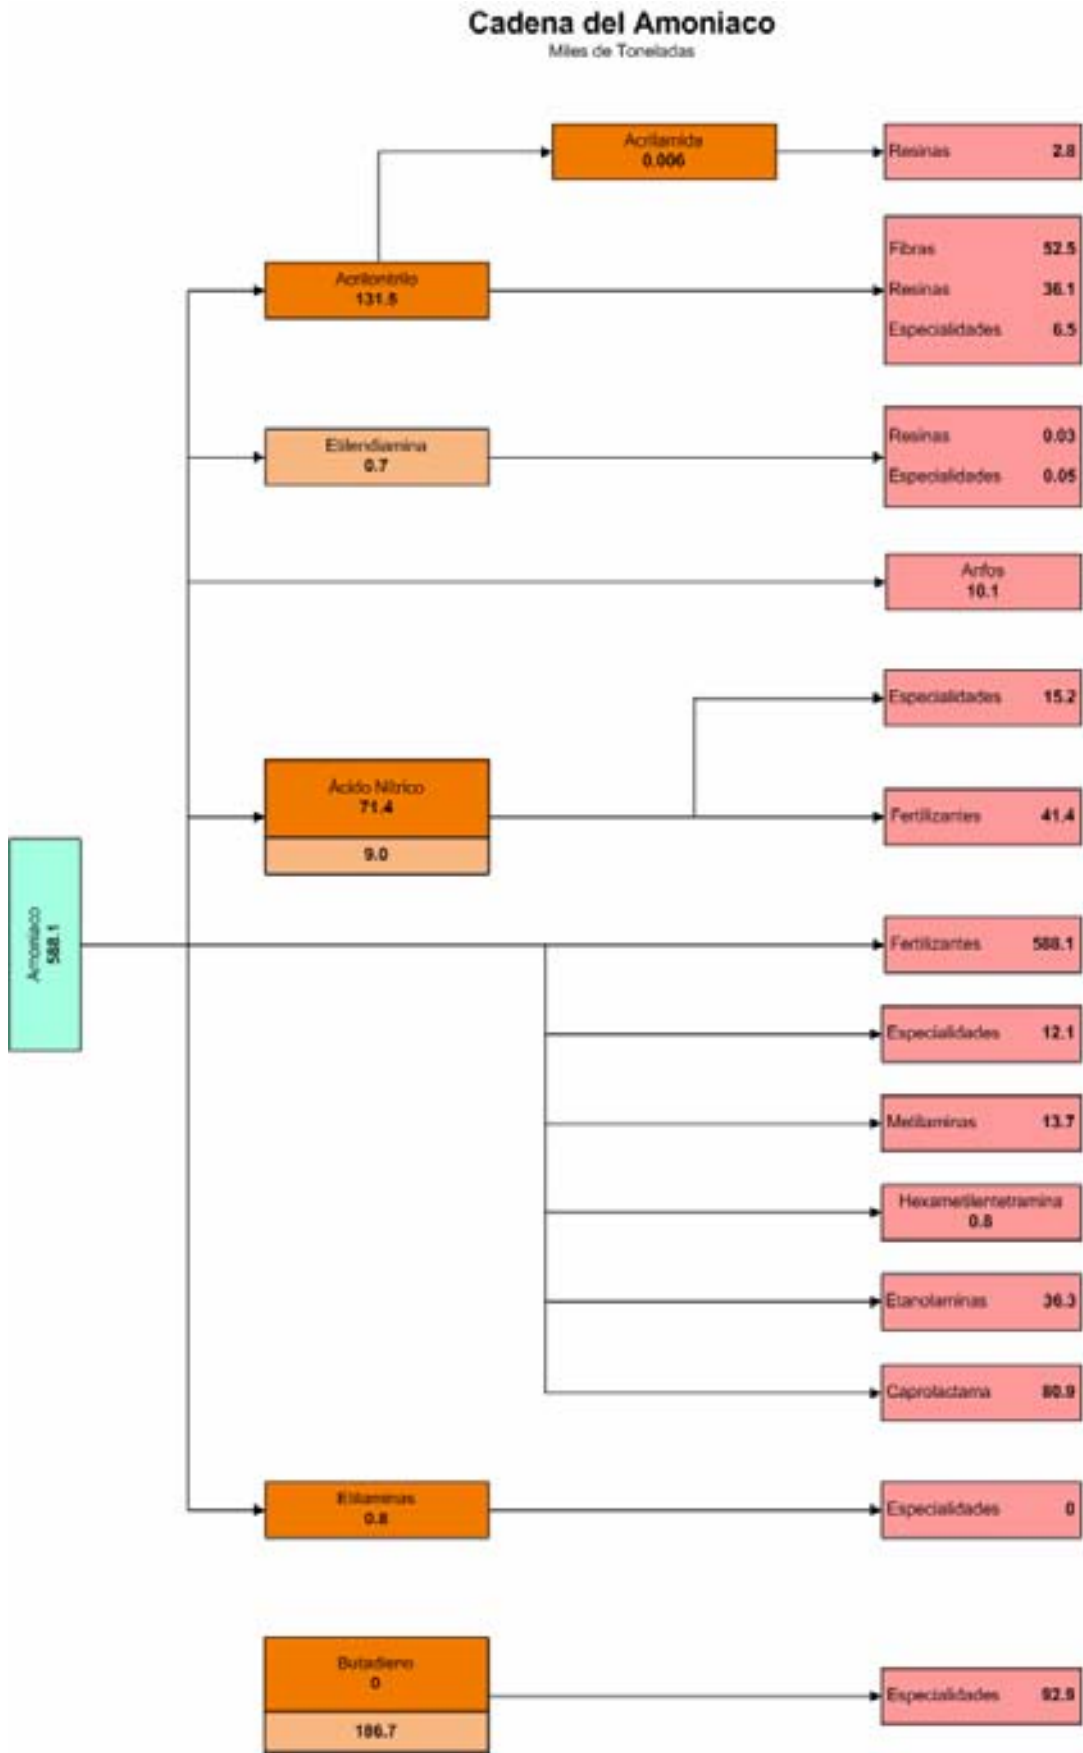 Cadena del Amoniaco
Miles de Toneladas
Acrilamida
0.006
Resinas 2.8
Acrilonitrilo
131.5
Fibras 52.5
Resinas 36.1
Especialidades 6.5
Etilendiamina
0.7
Resinas 0.03
Especialidades 0.05
Anfos
10.1
Especialidades 15.2
Ácido Nítrico
71.4
9.0
Fertilizantes 41.4
Amoniaco
588.1
Fertilizantes 588.1
Especialidades 12.1
Metilaminas 13.7
Hexametilentetramina
0.8
Etanolaminas 36.3
Caprolactama 80.9
Etilaminas
0.8
Especialidades 0
Butadieno
0
186.7
Especialidades 92.9